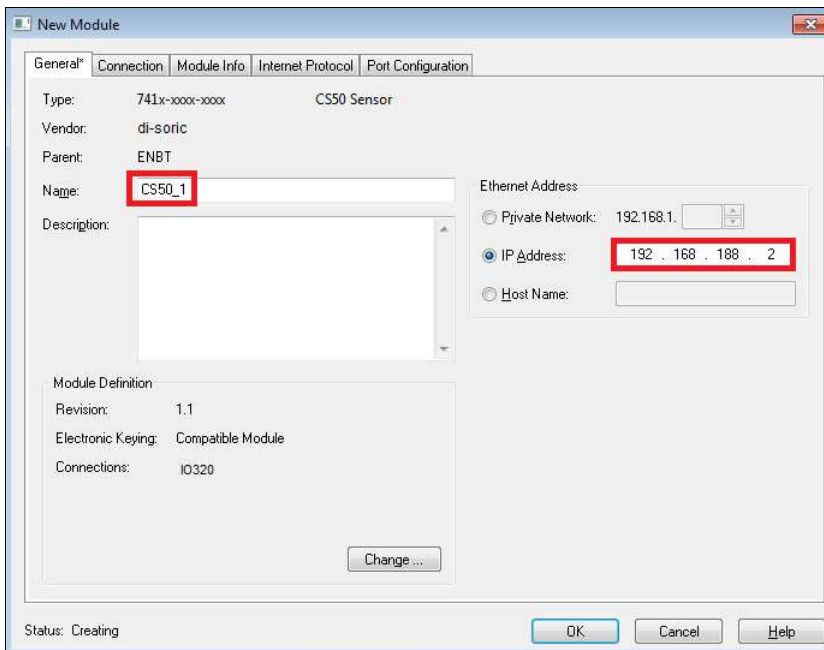 New Module
General* Connection Module Info Internet Protocol Port Configuration
Type: 741x-xxxx-xxxx CS50 Sensor
Vendor: di-soric
Parent: ENBT
Name: CS50_1
Description:
Ethernet Address
Private Network: 192.168.1.
IP Address: 192 . 168 . 188 . 2
Host Name:
Module Definition
Revision: 1.1
Electronic Keying: Compatible Module
Connections: IO320
Change ...
Status: Creating
OK Cancel Help